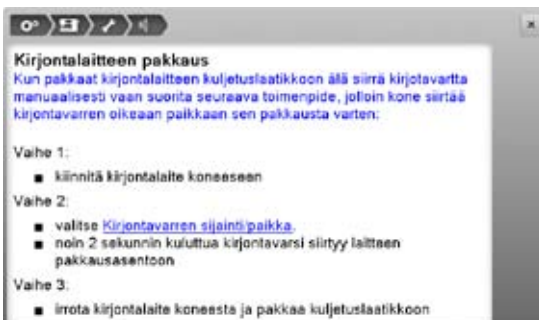 Kirjontalaitteen pakkaus
Kun pakkaat kirjontalaitteen kuljetuslaatikkoon älä siirrä kirjotavartta
manuaalisesti vaan suorita seuraava toimenpide, jolloin kone siirtää
kirjontavarren oikeaan paikkaan sen pakkausta varten:
Vaihe 1:
■ kiinnitä kirjontalaite koneeseen
Vaihe 2:
■ valitse Kirjontavarren sijainti/paikka.
■ noin 2 sekunnin kuluttua kirjontavarsi siirtyy laitteen
pakkausasentoon
Vaihe 3:
■ irrota kirjontalaite koneesta ja pakkaa kuljetuslaatikkoon